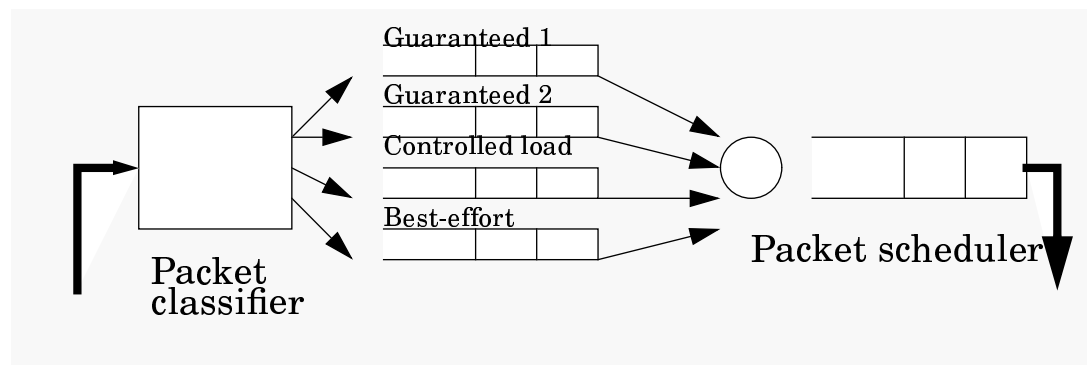 Guaranteed 1
Guaranteed 2
Controlled load
Best-effort
Packet
classifier
Packet scheduler